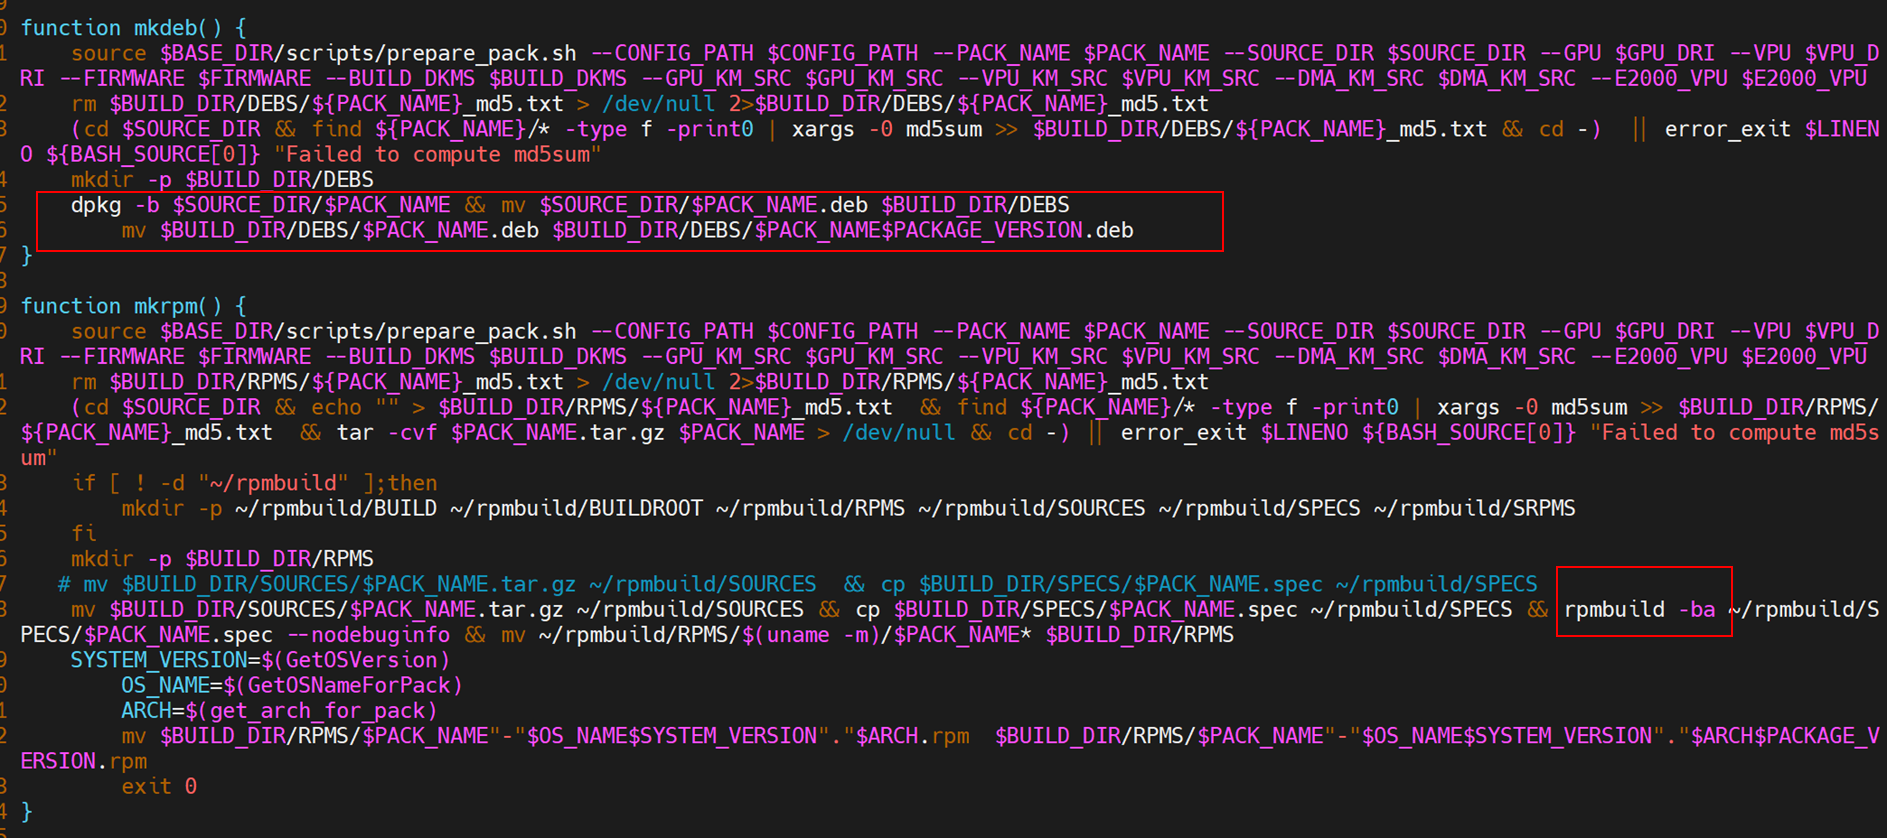 9
0 function mkdeb() {
1     source $BASE_DIR/scripts/prepare_pack.sh --CONFIG_PATH $CONFIG_PATH --PACK_NAME $PACK_NAME --SOURCE_DIR $SOURCE_DIR --GPU $GPU_DRI --VPU $VPU_D
RI --FIRMWARE $FIRMWARE --BUILD_DKMS $BUILD_DKMS --GPU_KM_SRC $GPU_KM_SRC --VPU_KM_SRC $VPU_KM_SRC --DMA_KM_SRC $DMA_KM_SRC --E2000_VPU $E2000_VPU
2     rm $BUILD_DIR/DEBS/${PACK_NAME}_md5.txt > /dev/null 2>$BUILD_DIR/DEBS/${PACK_NAME}_md5.txt
3     (cd $SOURCE_DIR && find ${PACK_NAME}/* -type f -print0 | xargs -0 md5sum >> $BUILD_DIR/DEBS/${PACK_NAME}_md5.txt && cd -)  || error_exit $LINEN
O ${BASH_SOURCE[0]} "Failed to compute md5sum"
4     mkdir -p $BUILD_DIR/DEBS
5     dpkg -b $SOURCE_DIR/$PACK_NAME && mv $SOURCE_DIR/$PACK_NAME.deb $BUILD_DIR/DEBS
6         mv $BUILD_DIR/DEBS/$PACK_NAME.deb $BUILD_DIR/DEBS/$PACK_NAME$PACKAGE_VERSION.deb
7 }
8
9 function mkrpm() {
0     source $BASE_DIR/scripts/prepare_pack.sh --CONFIG_PATH $CONFIG_PATH --PACK_NAME $PACK_NAME --SOURCE_DIR $SOURCE_DIR --GPU $GPU_DRI --VPU $VPU_D
RI --FIRMWARE $FIRMWARE --BUILD_DKMS $BUILD_DKMS --GPU_KM_SRC $GPU_KM_SRC --VPU_KM_SRC $VPU_KM_SRC --DMA_KM_SRC $DMA_KM_SRC --E2000_VPU $E2000_VPU
1     rm $BUILD_DIR/RPMS/${PACK_NAME}_md5.txt > /dev/null 2>$BUILD_DIR/RPMS/${PACK_NAME}_md5.txt
2     (cd $SOURCE_DIR && echo "" > $BUILD_DIR/RPMS/${PACK_NAME}_md5.txt  && find ${PACK_NAME}/* -type f -print0 | xargs -0 md5sum >> $BUILD_DIR/RPMS/
${PACK_NAME}_md5.txt  && tar -cvf $PACK_NAME.tar.gz $PACK_NAME > /dev/null && cd -) || error_exit $LINENO ${BASH_SOURCE[0]} "Failed to compute md5s
um"
3     if [ ! -d "~/rpmbuild" ];then
4         mkdir -p ~/rpmbuild/BUILD ~/rpmbuild/BUILDROOT ~/rpmbuild/RPMS ~/rpmbuild/SOURCES ~/rpmbuild/SPECS ~/rpmbuild/SRPMS
5     fi
6     mkdir -p $BUILD_DIR/RPMS
7    # mv $BUILD_DIR/SOURCES/$PACK_NAME.tar.gz ~/rpmbuild/SOURCES  && cp $BUILD_DIR/SPECS/$PACK_NAME.spec ~/rpmbuild/SPECS
8     mv $BUILD_DIR/SOURCES/$PACK_NAME.tar.gz ~/rpmbuild/SOURCES && cp $BUILD_DIR/SPECS/$PACK_NAME.spec ~/rpmbuild/SPECS && rpmbuild -ba ~/rpmbuild/S
PECS/$PACK_NAME.spec --nodebuginfo && mv ~/rpmbuild/RPMS/$(uname -m)/$PACK_NAME* $BUILD_DIR/RPMS
9     SYSTEM_VERSION=$(GetOSVersion)
0         OS_NAME=$(GetOSNameForPack)
1         ARCH=$(get_arch_for_pack)
2         mv $BUILD_DIR/RPMS/$PACK_NAME"-"$OS_NAME$SYSTEM_VERSION"."$ARCH.rpm  $BUILD_DIR/RPMS/$PACK_NAME"-"$OS_NAME$SYSTEM_VERSION"."$ARCH$PACKAGE_V
ERSION.rpm
3         exit 0
4 }
5